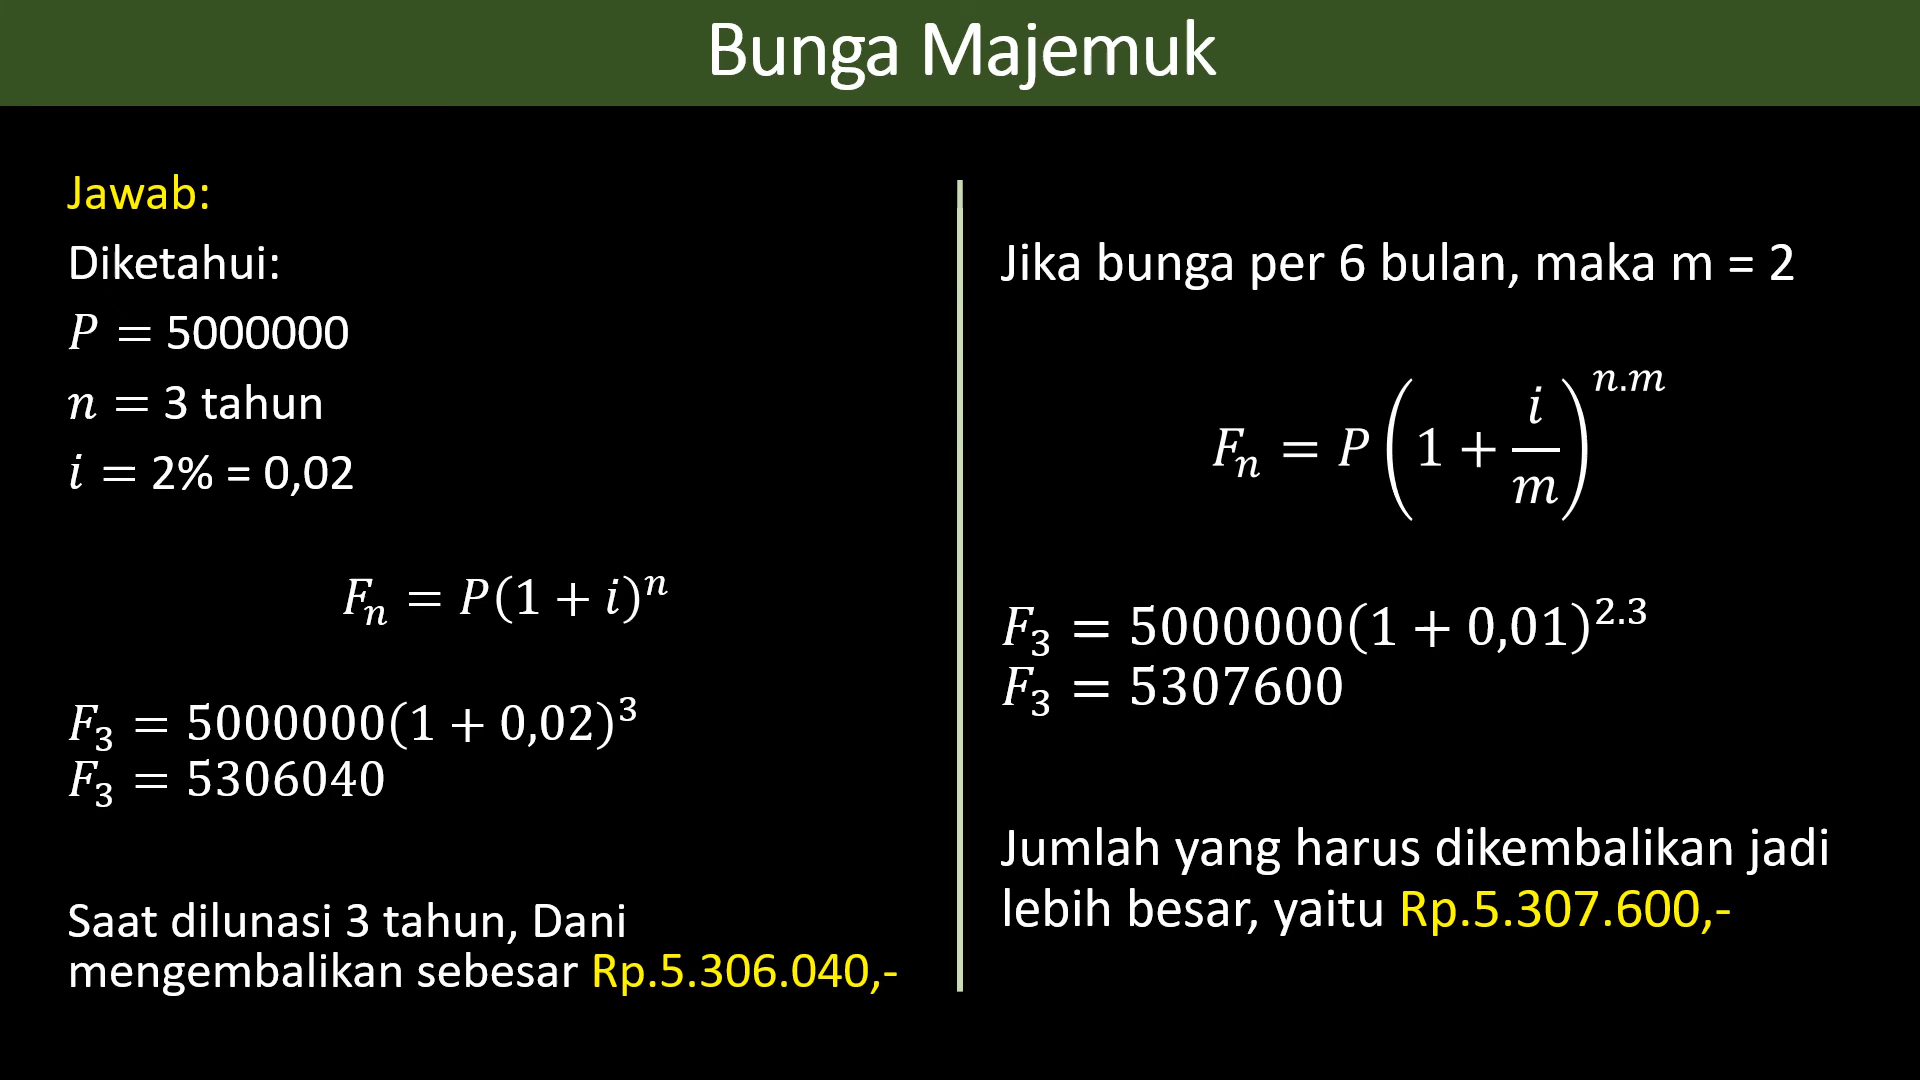 Bunga Majemuk
Jawab:
Diketahui:
P = 5000000
n = 3 tahun
i = 2% = 0,02
Fₙ = P(1 + i)ⁿ
F₃ = 5000000(1 + 0,02)³
F₃ = 5306040
Saat dilunasi 3 tahun, Dani
mengembalikan sebesar Rp.5.306.040,-
Jika bunga per 6 bulan, maka m = 2
Fₙ = P(1 + i/m)^{n.m}
F₃ = 5000000(1 + 0,01)^{2.3}
F₃ = 5307600
Jumlah yang harus dikembalikan jadi
lebih besar, yaitu Rp.5.307.600,-